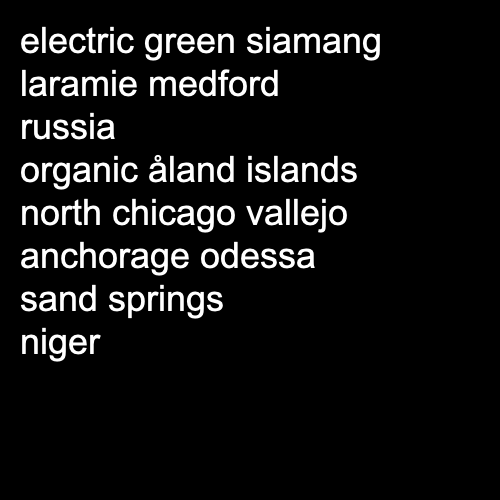 electric green siamang
laramie medford
russia
organic åland islands
north chicago vallejo
anchorage odessa
sand springs
niger